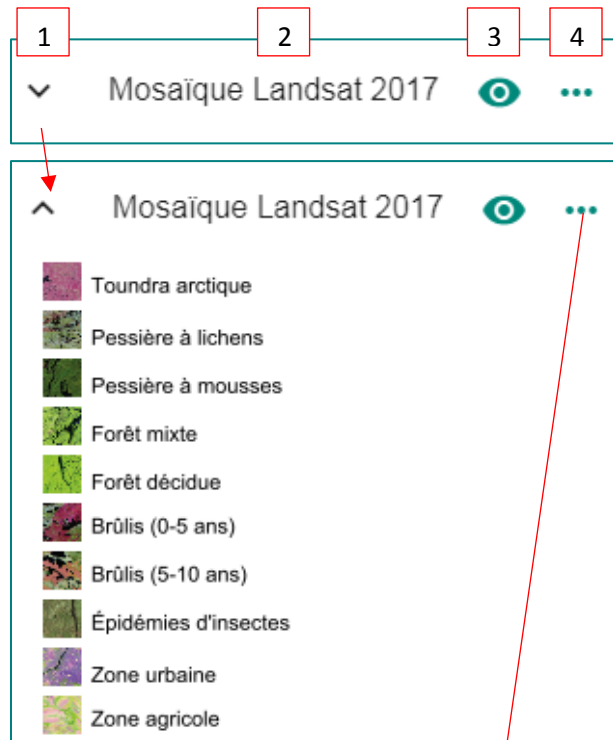 1 2 3 4
Mosaïque Landsat 2017
Mosaïque Landsat 2017
Toundra arctique
Pessière à lichens
Pessière à mousses
Forêt mixte
Forêt décidue
Brûlis (0-5 ans)
Brûlis (5-10 ans)
Épidémies d'insectes
Zone urbaine
Zone agricole